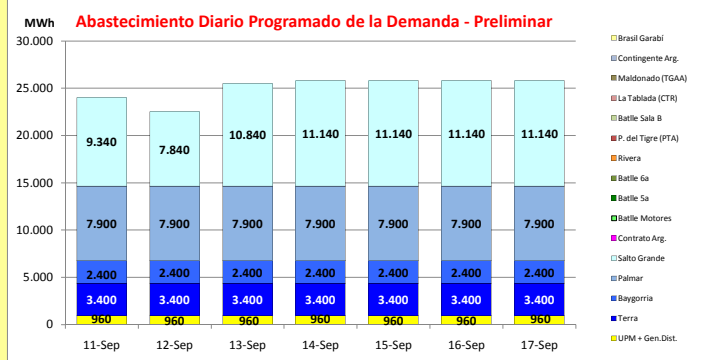 MWh
Abastecimiento Diario Programado de la Demanda - Preliminar
30.000
25.000
20.000
15.000
10.000
5.000
0
9.340 7.840 10.840 11.140 11.140 11.140 11.140
7.900 7.900 7.900 7.900 7.900 7.900 7.900
2.400 2.400 2.400 2.400 2.400 2.400 2.400
3.400 3.400 3.400 3.400 3.400 3.400 3.400
960 960 960 960 960 960 960
11-Sep 12-Sep 13-Sep 14-Sep 15-Sep 16-Sep 17-Sep
Brasil Garabí
Contingente Arg.
Maldonado (TGAA)
La Tablada (CTR)
Batlle Sala B
P. del Tigre (PTA)
Rivera
Batlle 6a
Batlle 5a
Batlle Motores
Contrato Arg.
Salto Grande
Palmar
Baygorria
Terra
UPM + Gen.Dist.